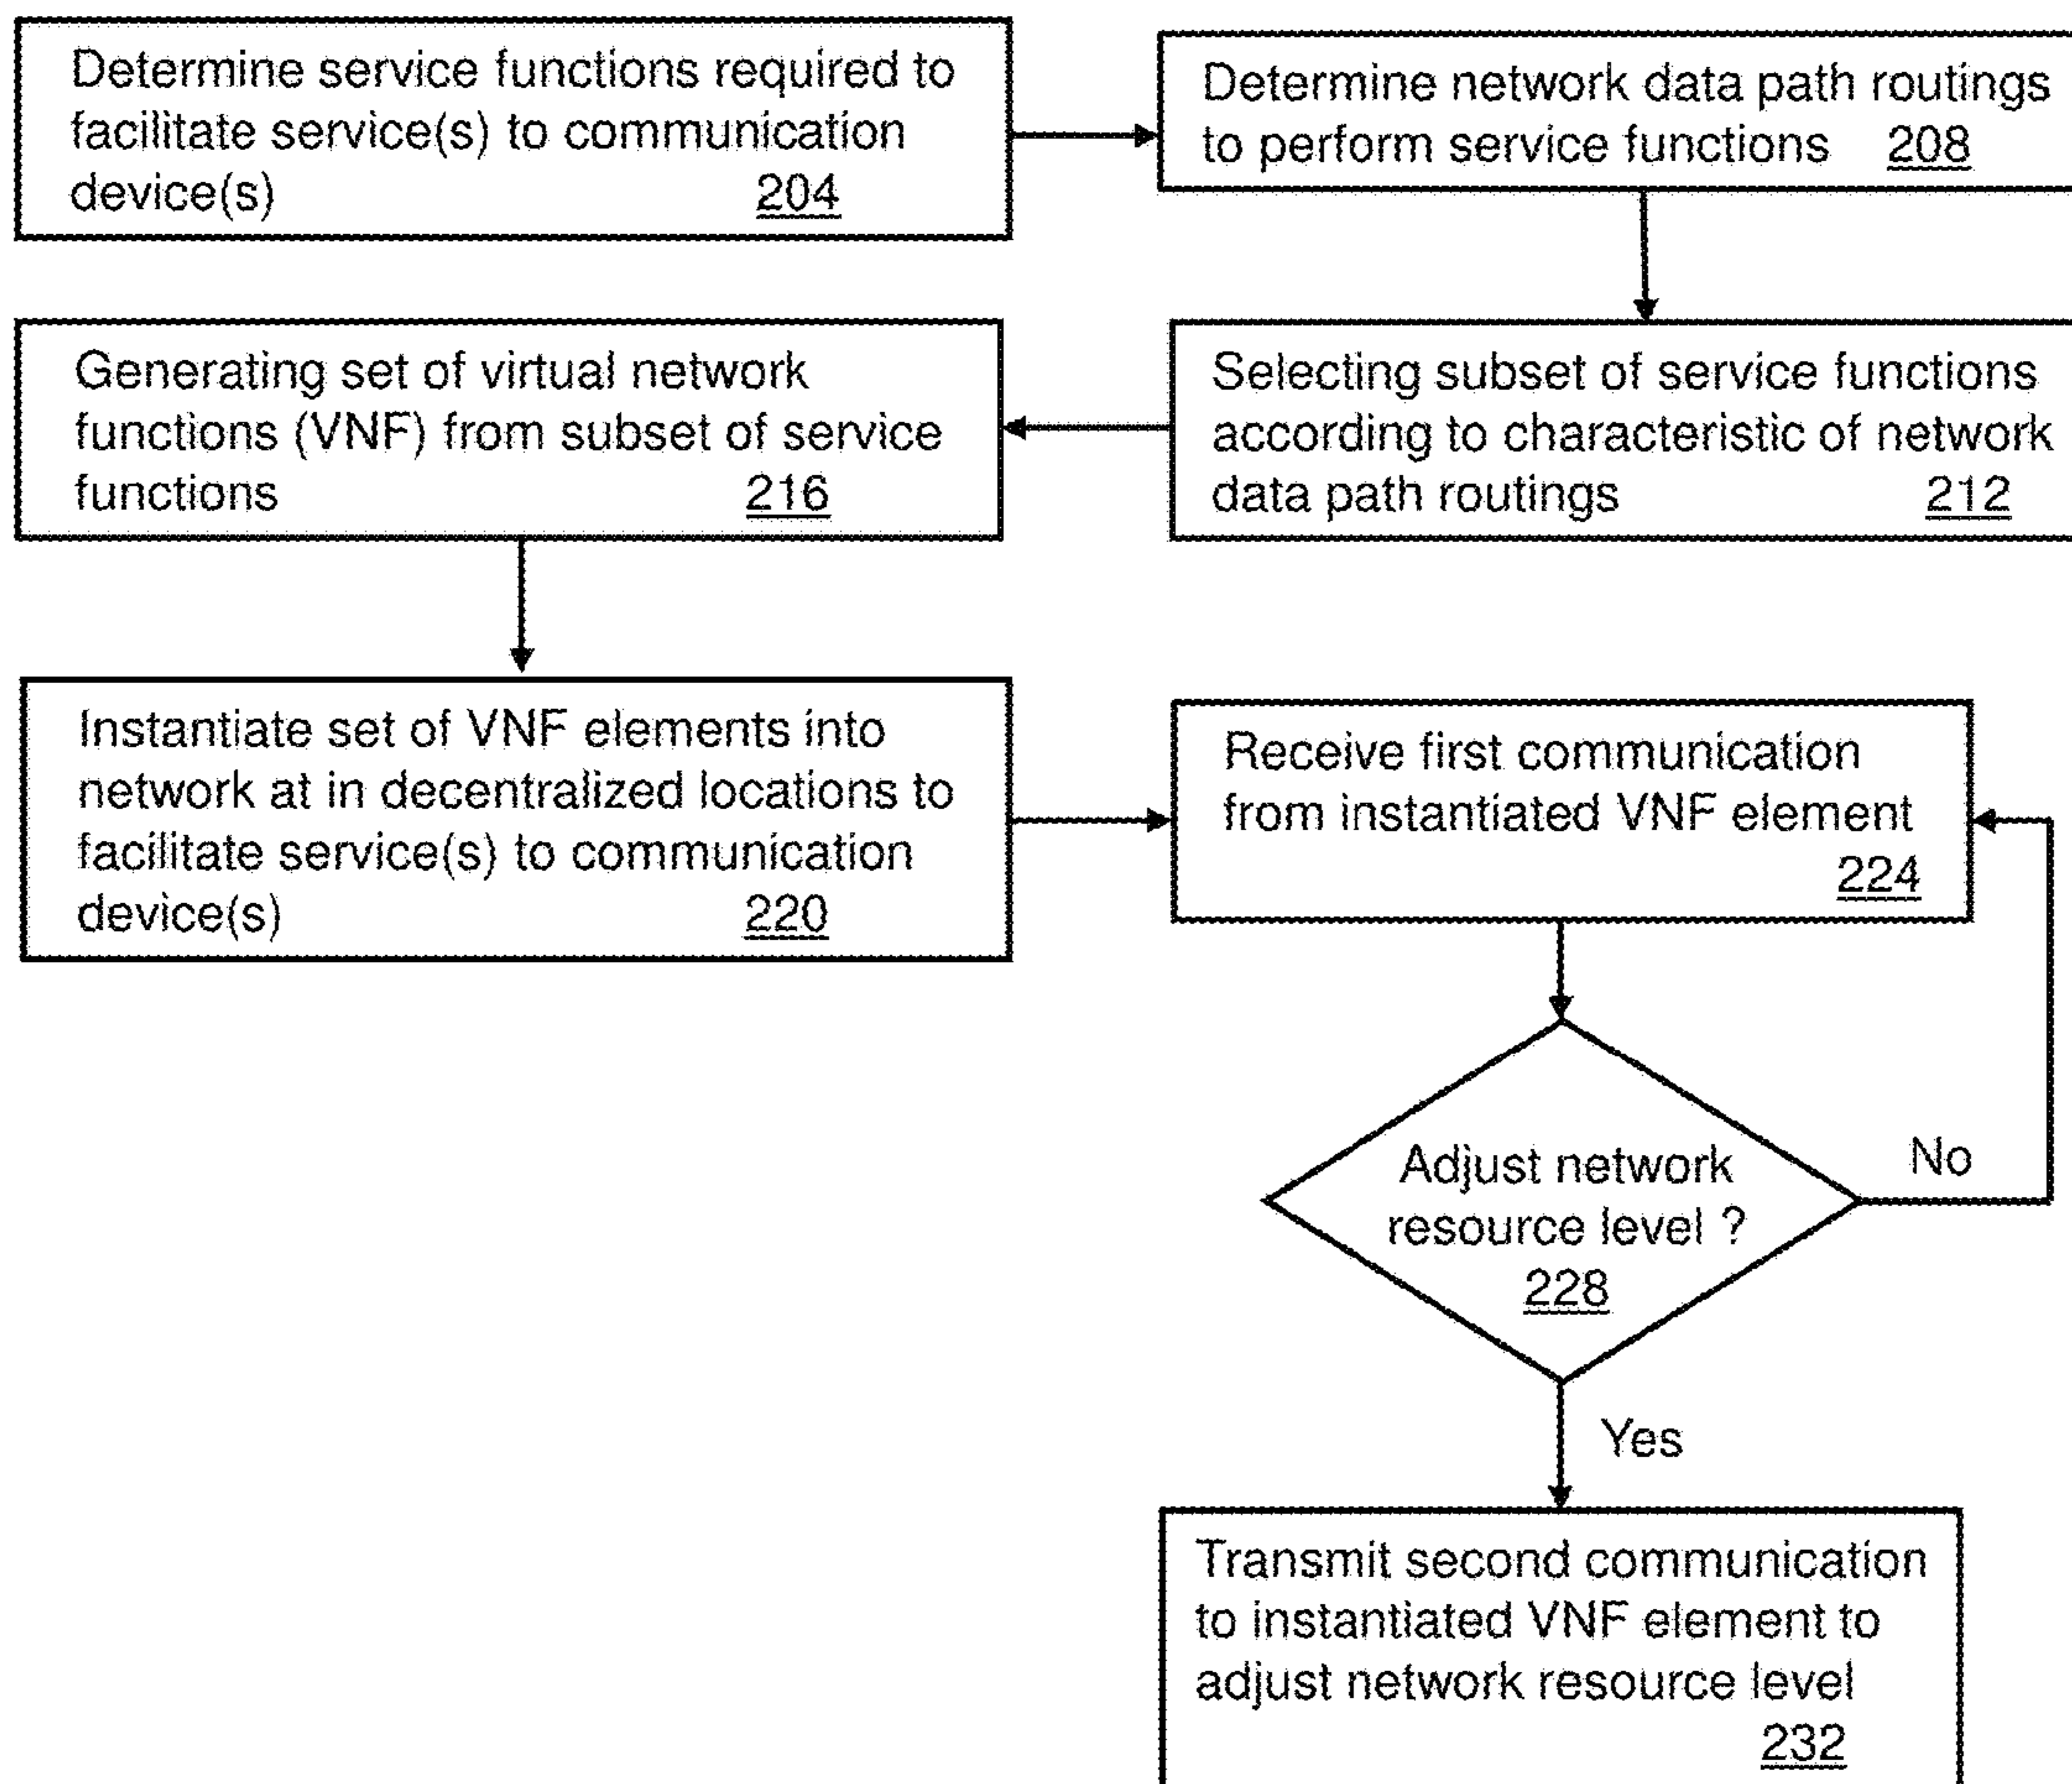 Determine service functions required to
facilitate service(s) to communication
device(s) 204
Determine network data path routings
to perform service functions 208
Selecting subset of service functions
according to characteristic of network
data path routings 212
Generating set of virtual network
functions (VNF) from subset of service
functions 216
Instantiate set of VNF elements into
network at in decentralized locations to
facilitate service(s) to communication
device(s) 220
Receive first communication
from instantiated VNF element
224
Adjust network
resource level ?
228
No
Yes
Transmit second communication
to instantiated VNF element to
adjust network resource level
232